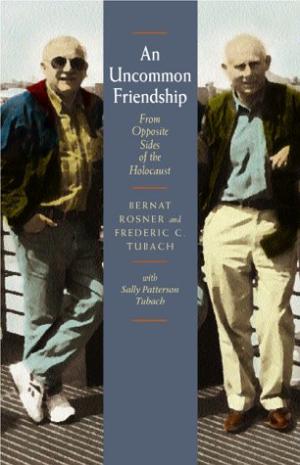 An
Uncommon
Friendship
From
Opposite
Sides
of the
Holocaust
BERNAT
ROSNER and
FREDERIC C.
TUBACH
with
Sally Patterson
Tubach